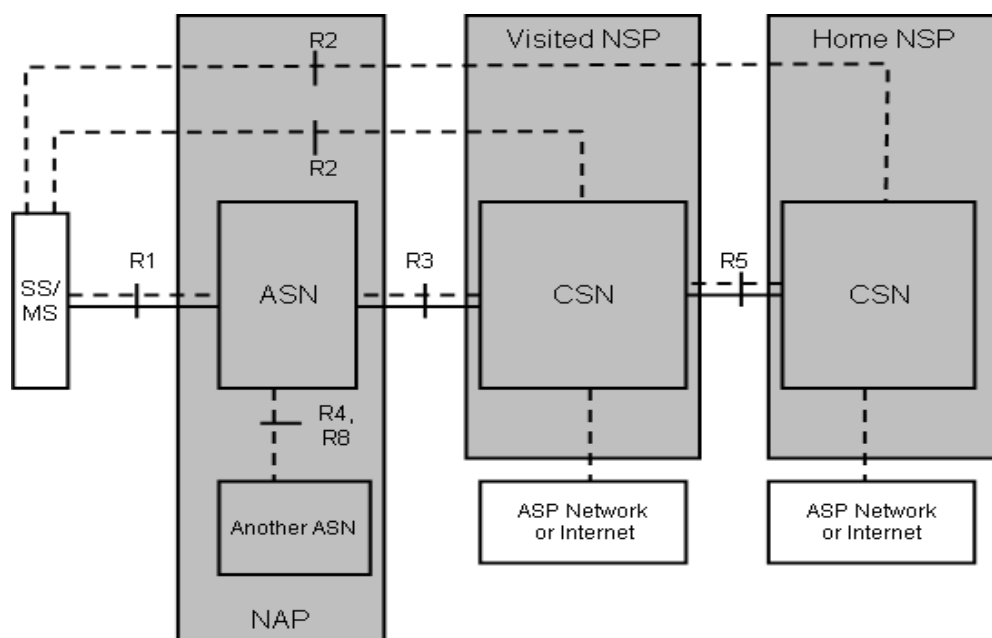 R2
Visited NSP
Home NSP
R2
R1
R3
R5
SS/
MS
ASN
CSN
CSN
R4,
R8
Another ASN
ASP Network
or Internet
ASP Network
or Internet
NAP